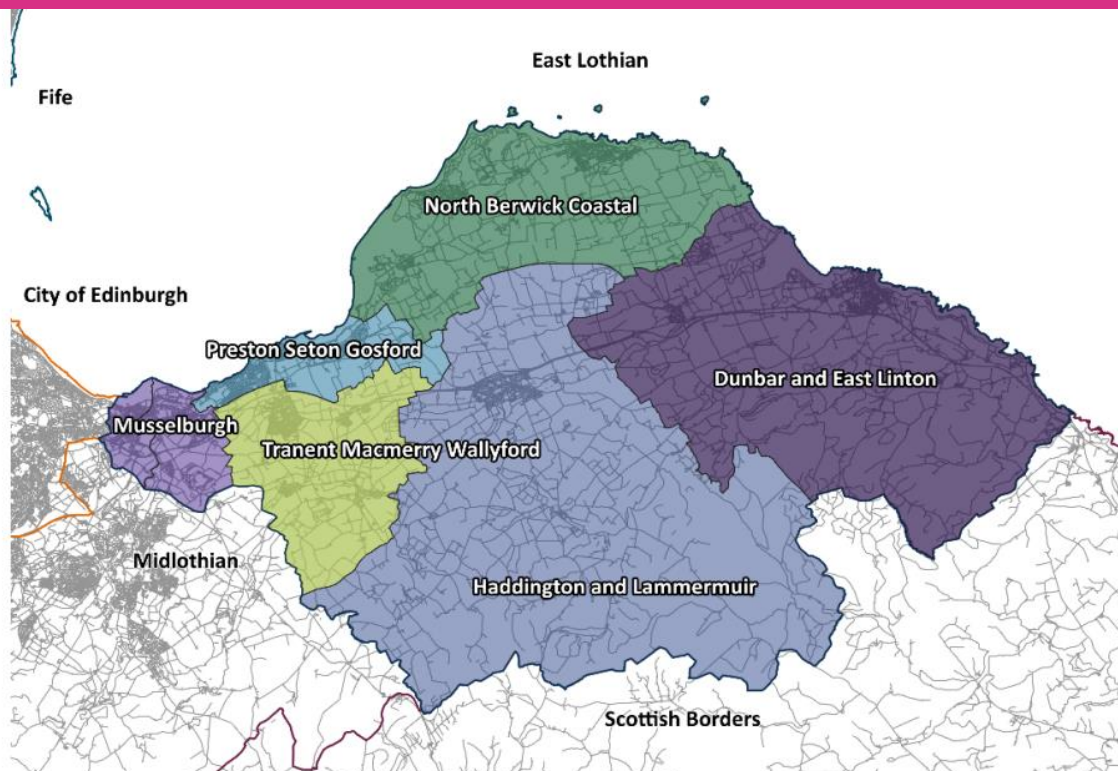 East Lothian
Fife
North Berwick Coastal
City of Edinburgh
Preston Seton Gosford
Dunbar and East Linton
Musselburgh
Tranent Macmerry Wallyford
Midlothian
Haddington and Lammermuir
Scottish Borders